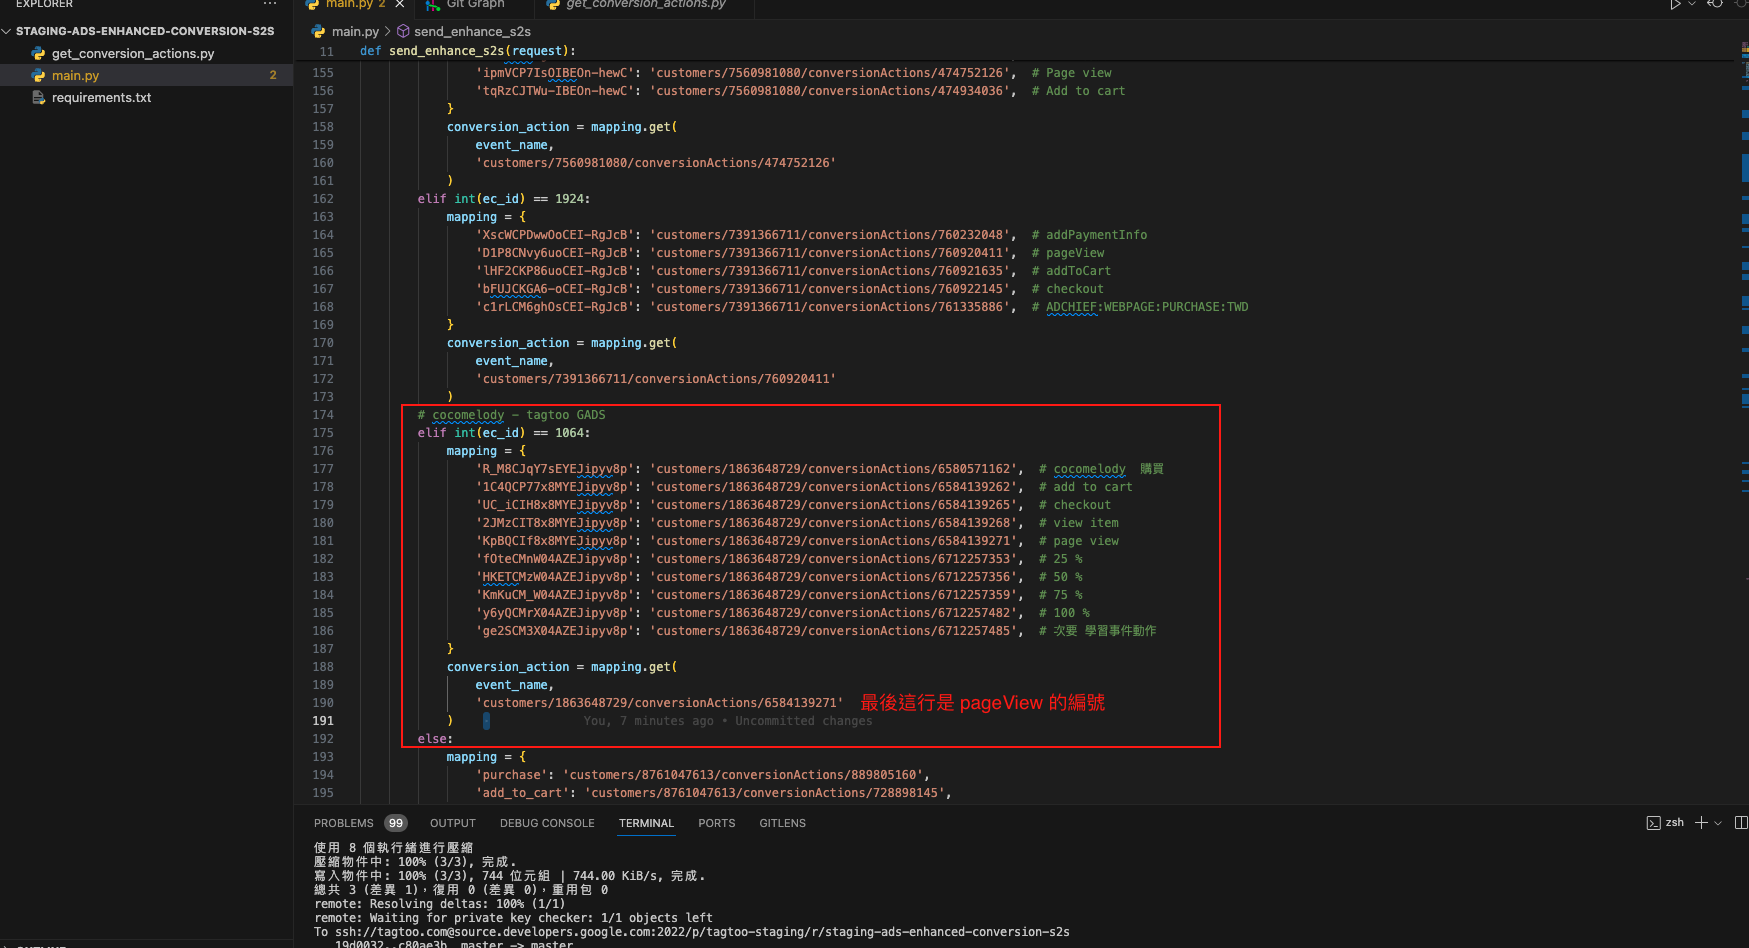 EXPLORER ···
main.py 2 ×
Git Graph
get_conversion_actions.py
STAGING-ADS-ENHANCED-CONVERSION-S2S
get_conversion_actions.py
main.py 2
requirements.txt
main.py > send_enhance_s2s
11 def send_enhance_s2s(request):
155 'ipmVCP7IsOIBEOn-hewC': 'customers/7560981080/conversionActions/474752126', # Page view
156 'tqRzCJTWu-IBEOn-hewC': 'customers/7560981080/conversionActions/474934036', # Add to cart
157 }
158 conversion_action = mapping.get(
159 event_name,
160 'customers/7560981080/conversionActions/474752126'
161 )
162 elif int(ec_id) == 1924:
163 mapping = {
164 'XscWCPDwwOoCEI-RgJcB': 'customers/7391366711/conversionActions/760232048', # addPaymentInfo
165 'D1P8CNvy6uoCEI-RgJcB': 'customers/7391366711/conversionActions/760920411', # pageView
166 'lHF2CKP86uoCEI-RgJcB': 'customers/7391366711/conversionActions/760921635', # addToCart
167 'bFUJCKGA6-oCEI-RgJcB': 'customers/7391366711/conversionActions/760922145', # checkout
168 'c1rLCM6ghOsCEI-RgJcB': 'customers/7391366711/conversionActions/761335886', # ADCHIEF:WEBPAGE:PURCHASE:TWD
169 }
170 conversion_action = mapping.get(
171 event_name,
172 'customers/7391366711/conversionActions/760920411'
173 )
174 # cocomelody - tagtoo GADS
175 elif int(ec_id) == 1064:
176 mapping = {
177 'R_M8CJqY7sEYEJipyv8p': 'customers/1863648729/conversionActions/6580571162', # cocomelody 購買
178 '1C4QCP77x8MYEJipyv8p': 'customers/1863648729/conversionActions/6584139262', # add to cart
179 'UC_iCIH8x8MYEJipyv8p': 'customers/1863648729/conversionActions/6584139265', # checkout
180 '2JMzCIT8x8MYEJipyv8p': 'customers/1863648729/conversionActions/6584139268', # view item
181 'KpBQCIf8x8MYEJipyv8p': 'customers/1863648729/conversionActions/6584139271', # page view
182 'fOteCMnW04AZEJipyv8p': 'customers/1863648729/conversionActions/6712257353', # 25 %
183 'HKETCMzW04AZEJipyv8p': 'customers/1863648729/conversionActions/6712257356', # 50 %
184 'KmKuCM_W04AZEJipyv8p': 'customers/1863648729/conversionActions/6712257359', # 75 %
185 'y6yQCMrX04AZEJipyv8p': 'customers/1863648729/conversionActions/6712257482', # 100 %
186 'ge2SCM3X04AZEJipyv8p': 'customers/1863648729/conversionActions/6712257485', # 次要 學習事件動作
187 }
188 conversion_action = mapping.get(
189 event_name,
190 'customers/1863648729/conversionActions/6584139271' 最後這行是 pageView 的編號
191 ) You, 7 minutes ago • Uncommitted changes
192 else:
193 mapping = {
194 'purchase': 'customers/8761047613/conversionActions/889805160',
195 'add_to_cart': 'customers/8761047613/conversionActions/728898145',
PROBLEMS 99 OUTPUT DEBUG CONSOLE TERMINAL PORTS GITLENS
zsh
使用 8 個執行緒進行壓縮
壓縮物件中: 100% (3/3), 完成.
寫入物件中: 100% (3/3), 744 位元組 | 744.00 KiB/s, 完成.
總共 3 (差異 1)，復用 0 (差異 0)，重用包 0
remote: Resolving deltas: 100% (1/1)
remote: Waiting for private key checker: 1/1 objects left
To ssh://tagtoo.com@source.developers.google.com:2022/p/tagtoo-staging/r/staging-ads-enhanced-conversion-s2s
19d0032..c80ae3b master -> master